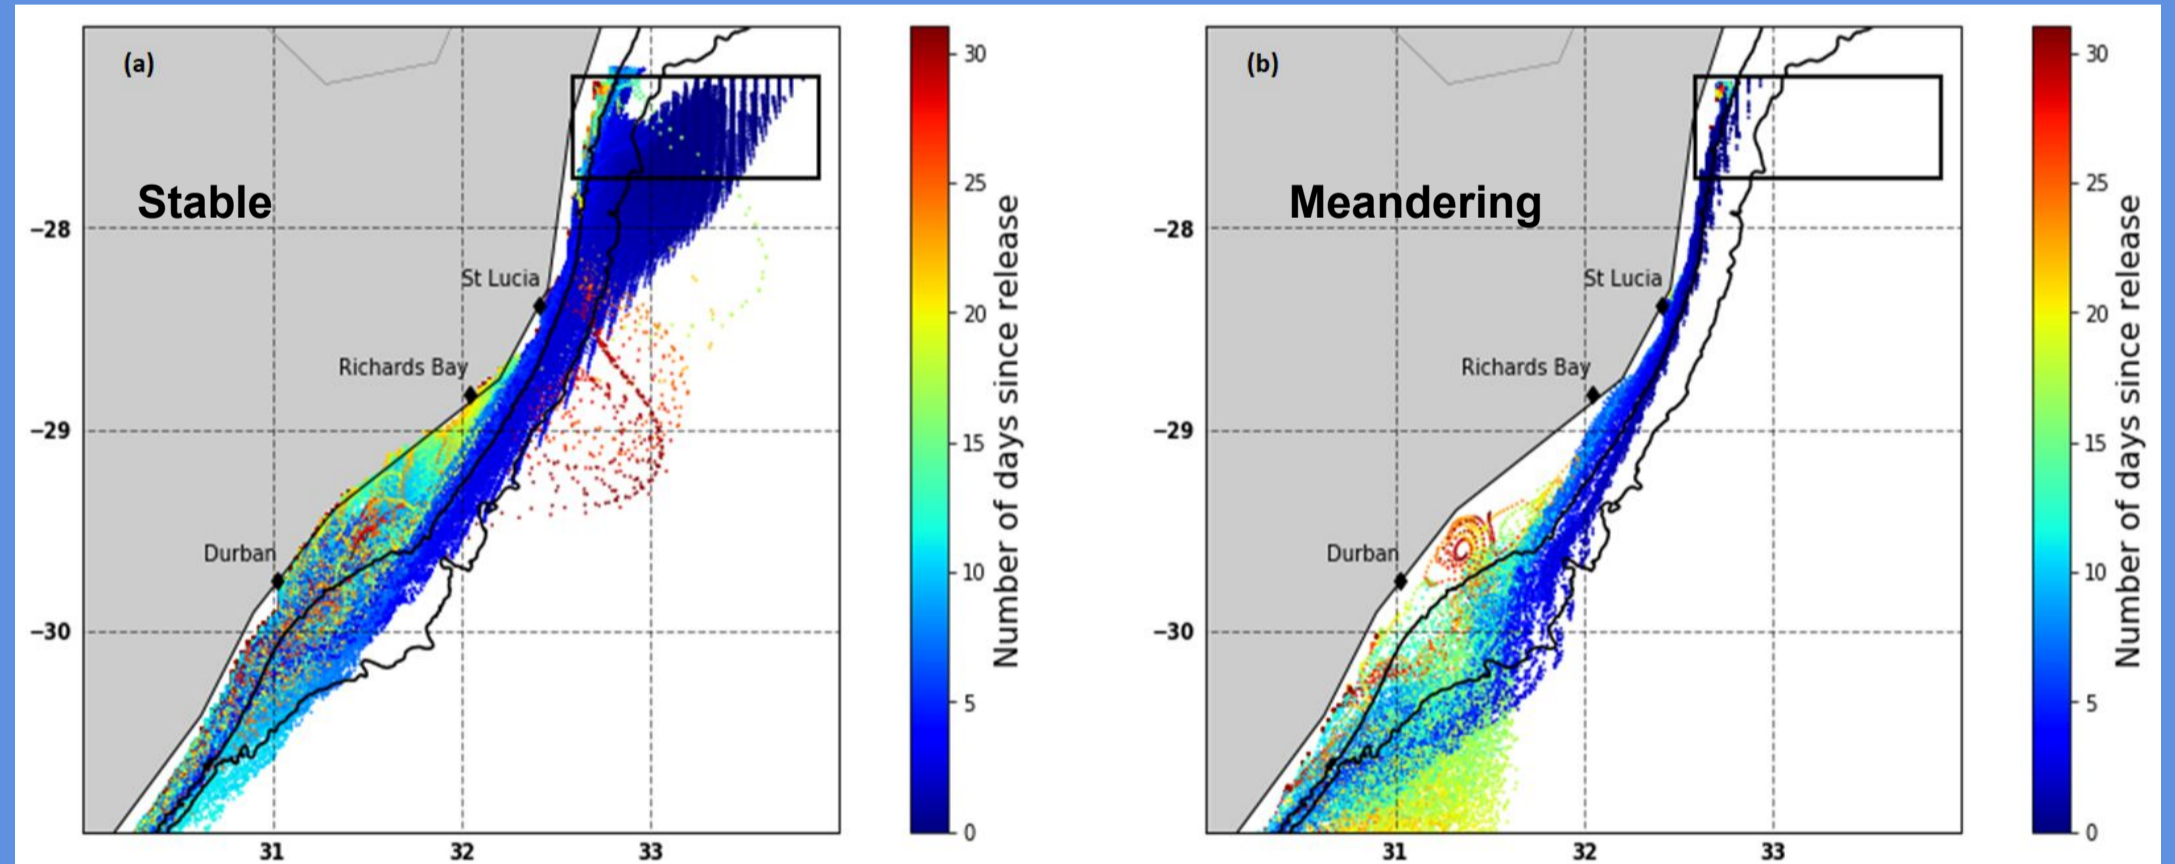 (a)
Stable
−28
−29
−30
31
32
33
St Lucia
Richards Bay
Durban
30
25
20
15
10
5
0
Number of days since release
(b)
Meandering
−28
−29
−30
31
32
33
St Lucia
Richards Bay
Durban
30
25
20
15
10
5
0
Number of days since release